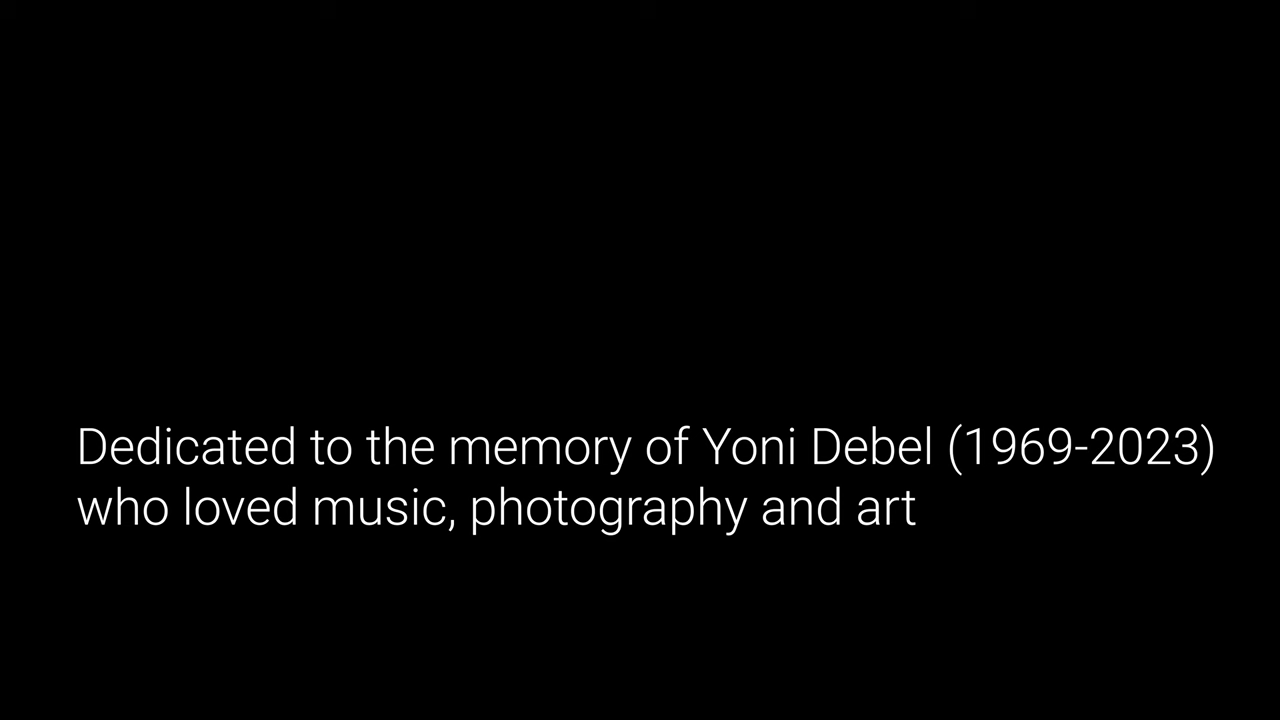 Dedicated to the memory of Yoni Debel (1969-2023)
who loved music, photography and art